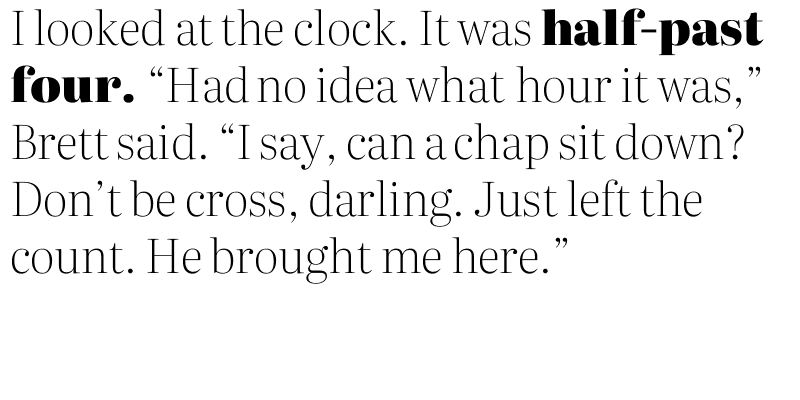 I looked at the clock. It was half-past
four. “Had no idea what hour it was,”
Brett said. “I say, can a chap sit down?
Don’t be cross, darling. Just left the
count. He brought me here.”